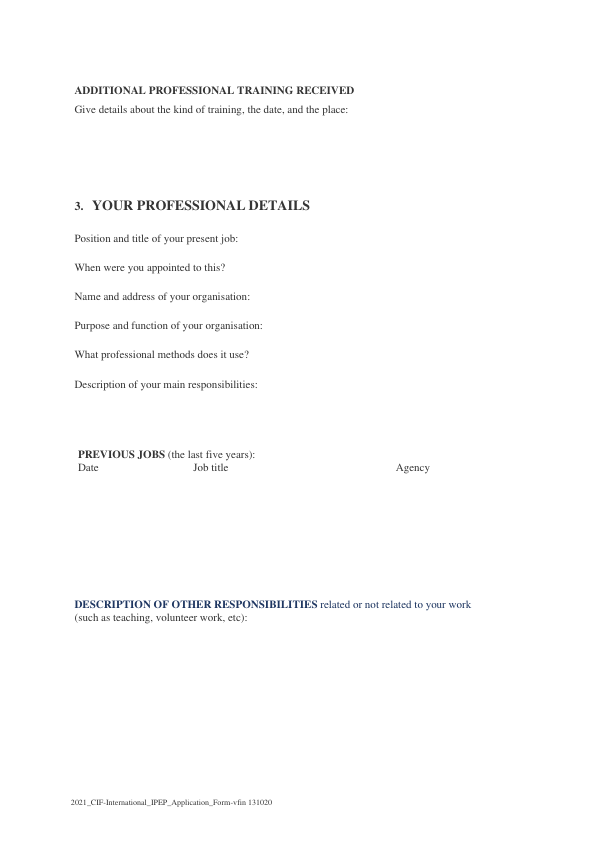 ADDITIONAL PROFESSIONAL TRAINING RECEIVED
Give details about the kind of training, the date, and the place:
3. YOUR PROFESSIONAL DETAILS
Position and title of your present job:
When were you appointed to this?
Name and address of your organisation:
Purpose and function of your organisation:
What professional methods does it use?
Description of your main responsibilities:
PREVIOUS JOBS (the last five years):
Date Job title Agency
DESCRIPTION OF OTHER RESPONSIBILITIES related or not related to your work
(such as teaching, volunteer work, etc):
2021_CIF-International_IPEP_Application_Form-vfin 131020